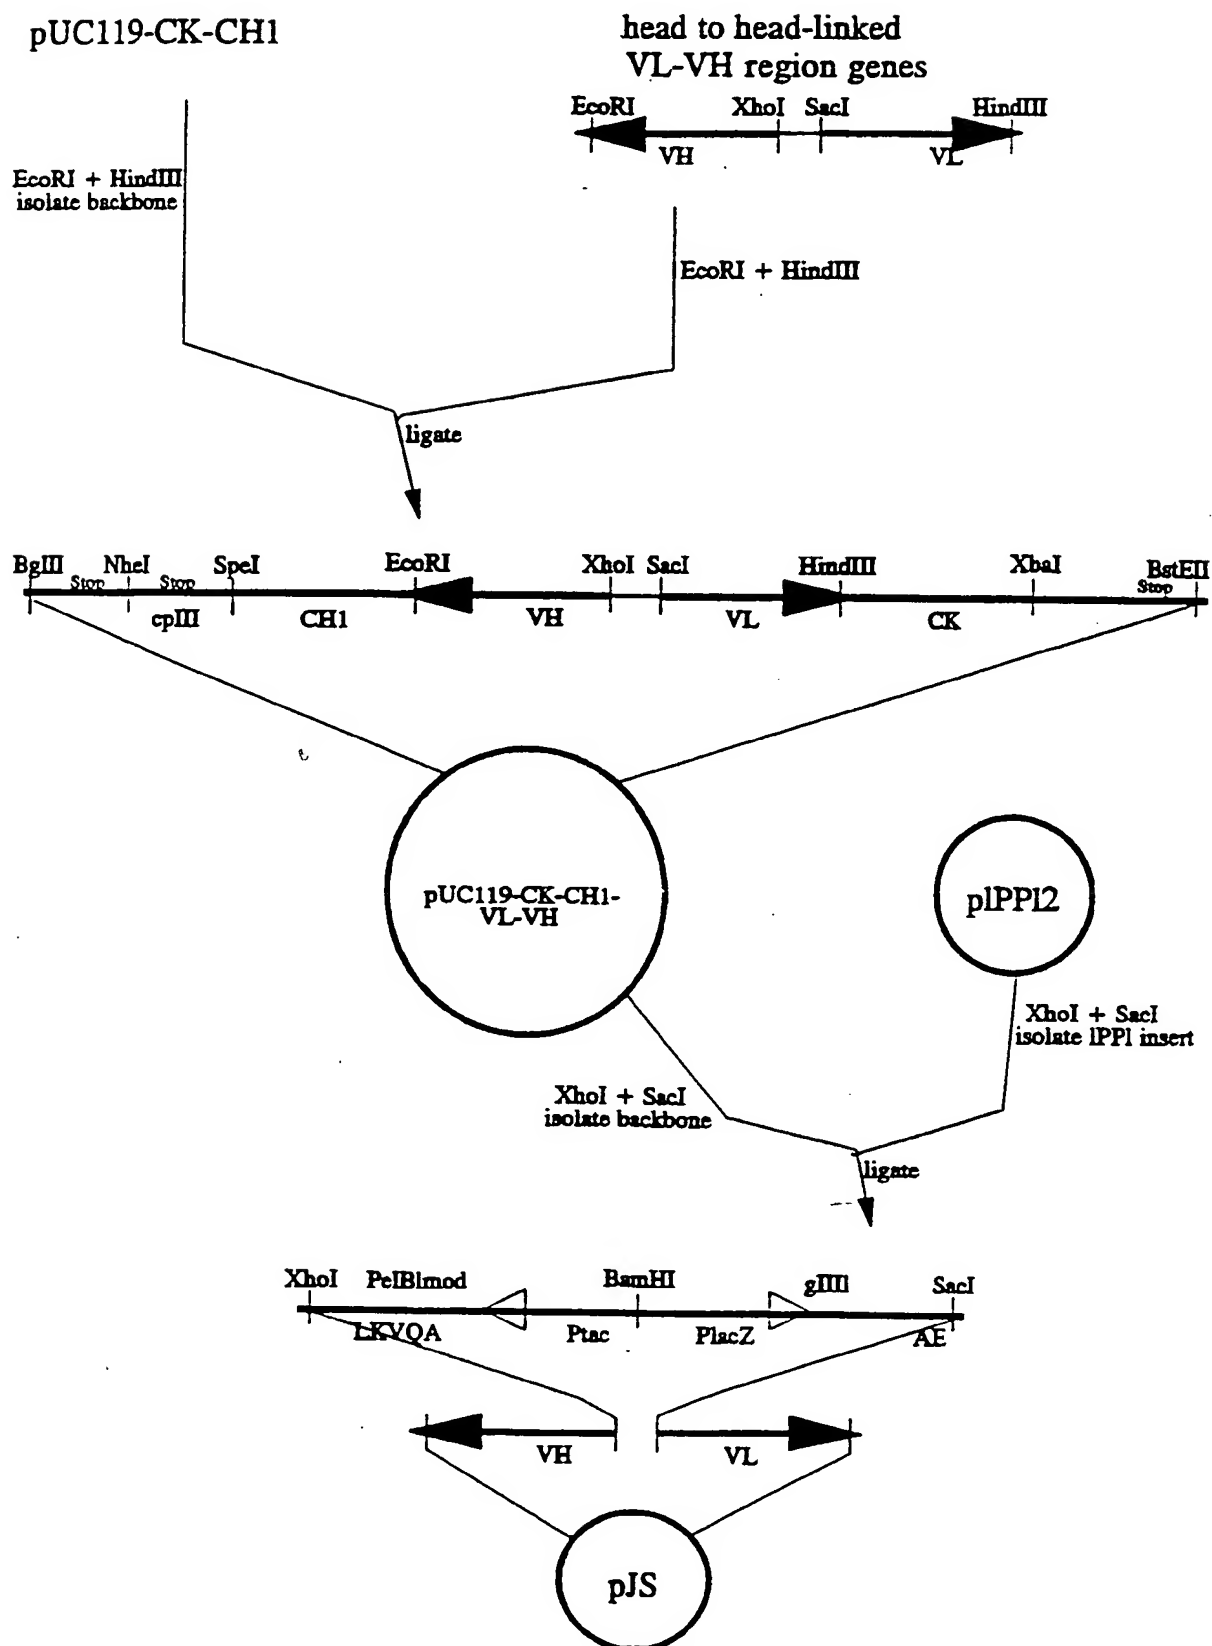 pUC119-CK-CH1
head to head-linked
VL-VH region genes
EcoRI XhoI SacI HindIII
VH VL
EcoRI + HindIII
isolate backbone
EcoRI + HindIII
ligate
BglII NheI SpeI EcoRI XhoI SacI HindIII XbaI BstEII
Stop Stop Stop
cpIII CH1 VH VL CK
pUC119-CK-CH1-
VL-VH
plPPl2
XhoI + SacI
isolate lPPl insert
XhoI + SacI
isolate backbone
ligate
XhoI PelBlmod BamHI gIIIl SacI
LKVQA Ptac PlacZ AE
VH VL
pJS